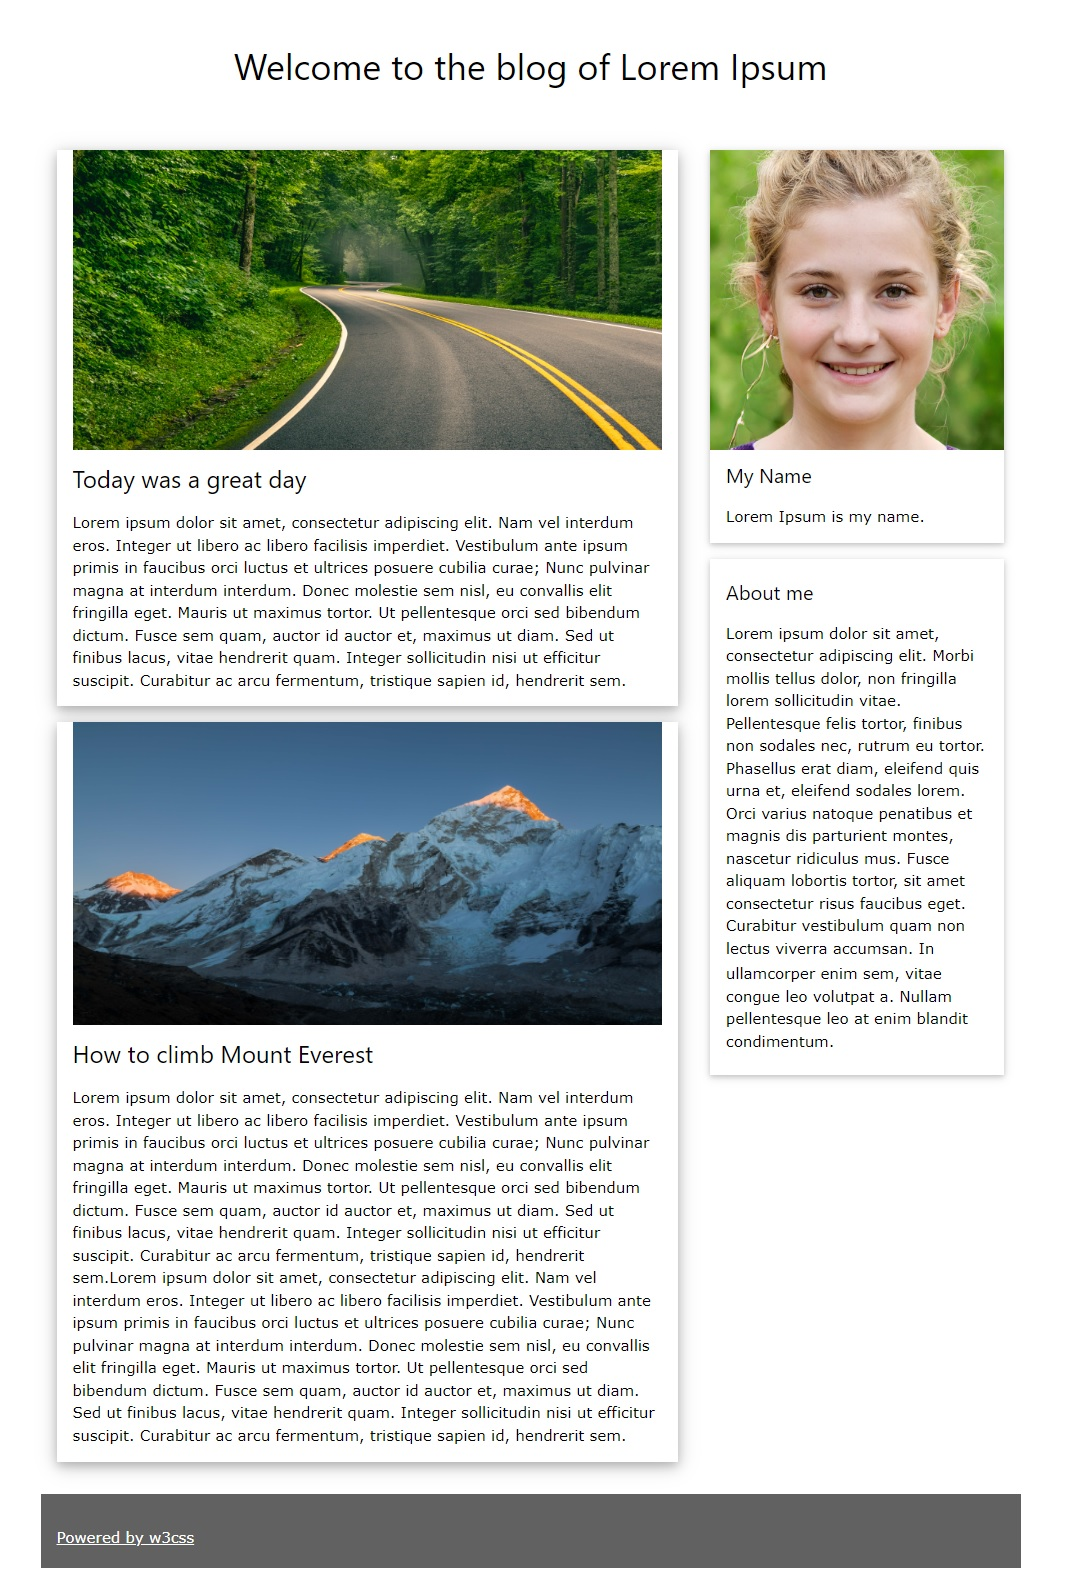 Welcome to the blog of Lorem Ipsum
Today was a great day
Lorem ipsum dolor sit amet, consectetur adipiscing elit. Nam vel interdum
eros. Integer ut libero ac libero facilisis imperdiet. Vestibulum ante ipsum
primis in faucibus orci luctus et ultrices posuere cubilia curae; Nunc pulvinar
magna at interdum interdum. Donec molestie sem nisl, eu convallis elit
fringilla eget. Mauris ut maximus tortor. Ut pellentesque orci sed bibendum
dictum. Fusce sem quam, auctor id auctor et, maximus ut diam. Sed ut
finibus lacus, vitae hendrerit quam. Integer sollicitudin nisi ut efficitur
suscipit. Curabitur ac arcu fermentum, tristique sapien id, hendrerit sem.
How to climb Mount Everest
Lorem ipsum dolor sit amet, consectetur adipiscing elit. Nam vel interdum
eros. Integer ut libero ac libero facilisis imperdiet. Vestibulum ante ipsum
primis in faucibus orci luctus et ultrices posuere cubilia curae; Nunc pulvinar
magna at interdum interdum. Donec molestie sem nisl, eu convallis elit
fringilla eget. Mauris ut maximus tortor. Ut pellentesque orci sed bibendum
dictum. Fusce sem quam, auctor id auctor et, maximus ut diam. Sed ut
finibus lacus, vitae hendrerit quam. Integer sollicitudin nisi ut efficitur
suscipit. Curabitur ac arcu fermentum, tristique sapien id, hendrerit
sem.Lorem ipsum dolor sit amet, consectetur adipiscing elit. Nam vel
interdum eros. Integer ut libero ac libero facilisis imperdiet. Vestibulum ante
ipsum primis in faucibus orci luctus et ultrices posuere cubilia curae; Nunc
pulvinar magna at interdum interdum. Donec molestie sem nisl, eu convallis
elit fringilla eget. Mauris ut maximus tortor. Ut pellentesque orci sed
bibendum dictum. Fusce sem quam, auctor id auctor et, maximus ut diam.
Sed ut finibus lacus, vitae hendrerit quam. Integer sollicitudin nisi ut efficitur
suscipit. Curabitur ac arcu fermentum, tristique sapien id, hendrerit sem.
My Name
Lorem Ipsum is my name.
About me
Lorem ipsum dolor sit amet,
consectetur adipiscing elit. Morbi
mollis tellus dolor, non fringilla
lorem sollicitudin vitae.
Pellentesque felis tortor, finibus
non sodales nec, rutrum eu tortor.
Phasellus erat diam, eleifend quis
urna et, eleifend sodales lorem.
Orci varius natoque penatibus et
magnis dis parturient montes,
nascetur ridiculus mus. Fusce
aliquam lobortis tortor, sit amet
consectetur risus faucibus eget.
Curabitur vestibulum quam non
lectus viverra accumsan. In
ullamcorper enim sem, vitae
congue leo volutpat a. Nullam
pellentesque leo at enim blandit
condimentum.
Powered by w3css